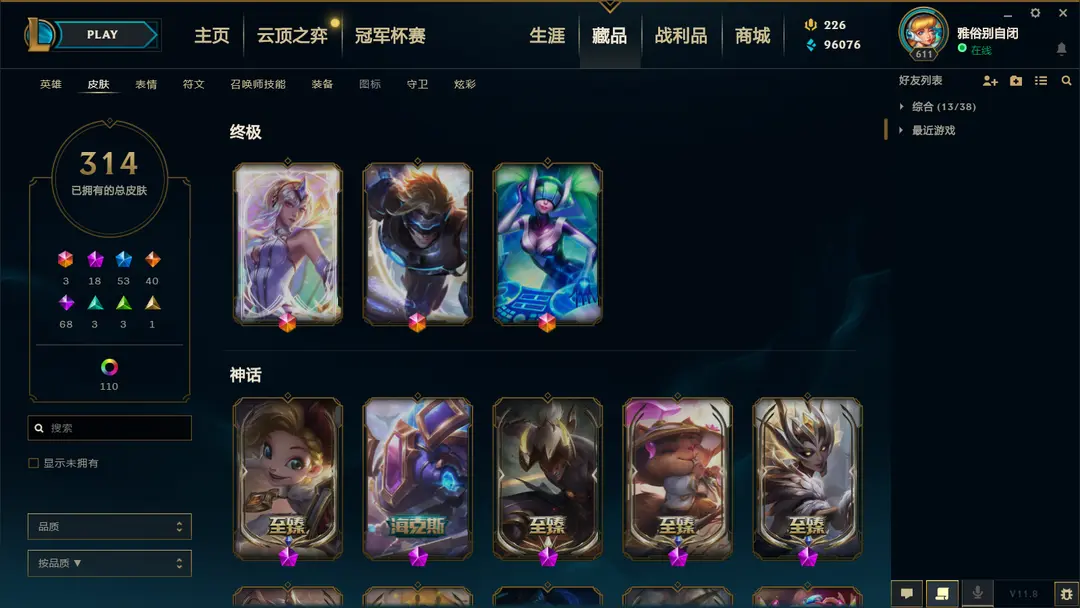 PLAY
主页
云顶之弈
冠军杯赛
生涯
藏品
战利品
商城
226
96076
611
雅俗别自闭
在线
英雄
皮肤
表情
符文
召唤师技能
装备
图标
守卫
炫彩
好友列表
综合 (13/38)
最近游戏
314
已拥有的总皮肤
3
18
53
40
68
3
3
1
110
搜索
显示未拥有
品质
按品质 ▼
终极
神话
至臻
海克斯
至臻
至臻
至臻
V11.8